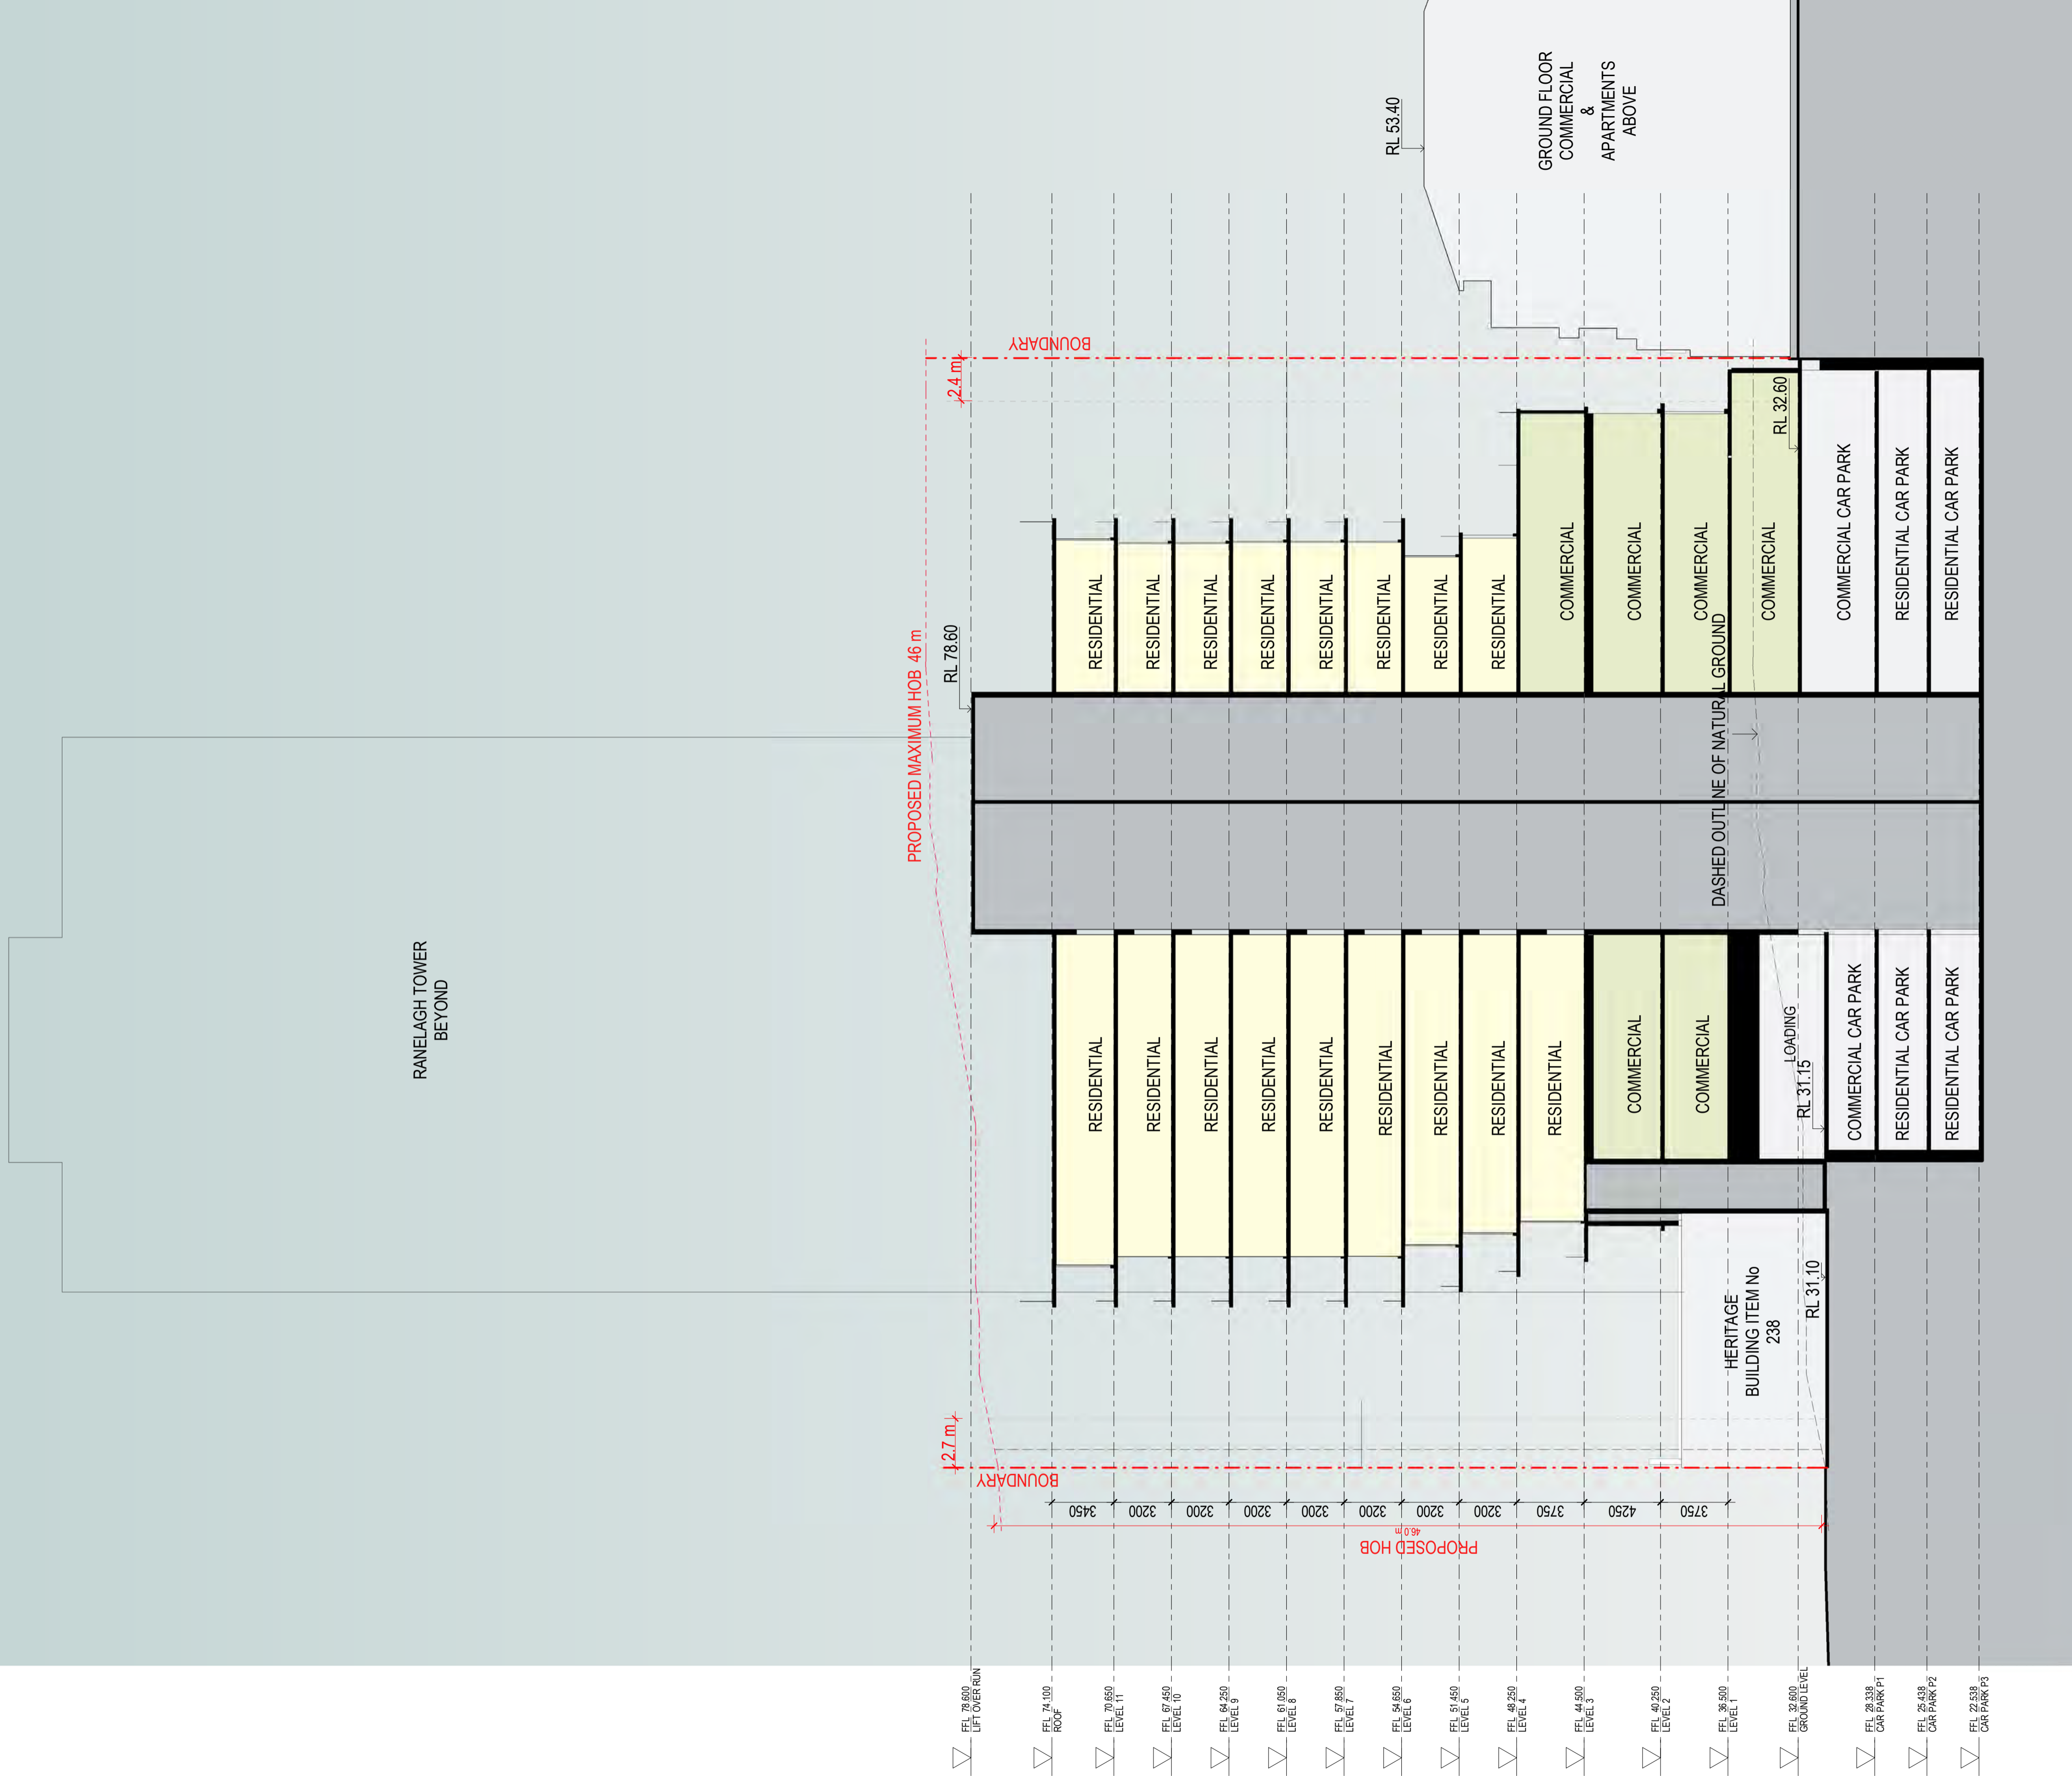 RANELAGH TOWER
BEYOND
PROPOSED MAXIMUM HOB 46 m
RL 78.60
2.4 m
BOUNDARY
RL 53.40
GROUND FLOOR
COMMERCIAL
&
APARTMENTS
ABOVE
2.7 m
BOUNDARY
RESIDENTIAL
RESIDENTIAL
RESIDENTIAL
RESIDENTIAL
RESIDENTIAL
RESIDENTIAL
RESIDENTIAL
RESIDENTIAL
RESIDENTIAL
COMMERCIAL
COMMERCIAL
LOADING
RL 31.15
COMMERCIAL CAR PARK
RESIDENTIAL CAR PARK
RESIDENTIAL CAR PARK
RESIDENTIAL
RESIDENTIAL
RESIDENTIAL
RESIDENTIAL
RESIDENTIAL
RESIDENTIAL
RESIDENTIAL
RESIDENTIAL
COMMERCIAL
COMMERCIAL
COMMERCIAL
COMMERCIAL
DASHED OUTLINE OF NATURAL GROUND
RL 32.60
COMMERCIAL CAR PARK
RESIDENTIAL CAR PARK
RESIDENTIAL CAR PARK
HERITAGE
BUILDING ITEM No
238
RL 31.10
3450
3200
3200
3200
3200
3200
3200
3200
3750
4250
3750
46.0 m
PROPOSED HOB
FFL 78.600
LIFT OVER RUN
FFL 74.100
ROOF
FFL 70.650
LEVEL 11
FFL 67.450
LEVEL 10
FFL 64.250
LEVEL 9
FFL 61.050
LEVEL 8
FFL 57.850
LEVEL 7
FFL 54.650
LEVEL 6
FFL 51.450
LEVEL 5
FFL 48.250
LEVEL 4
FFL 44.500
LEVEL 3
FFL 40.250
LEVEL 2
FFL 36.500
LEVEL 1
FFL 32.600
GROUND LEVEL
FFL 28.338
CAR PARK P1
FFL 25.438
CAR PARK P2
FFL 22.538
CAR PARK P3